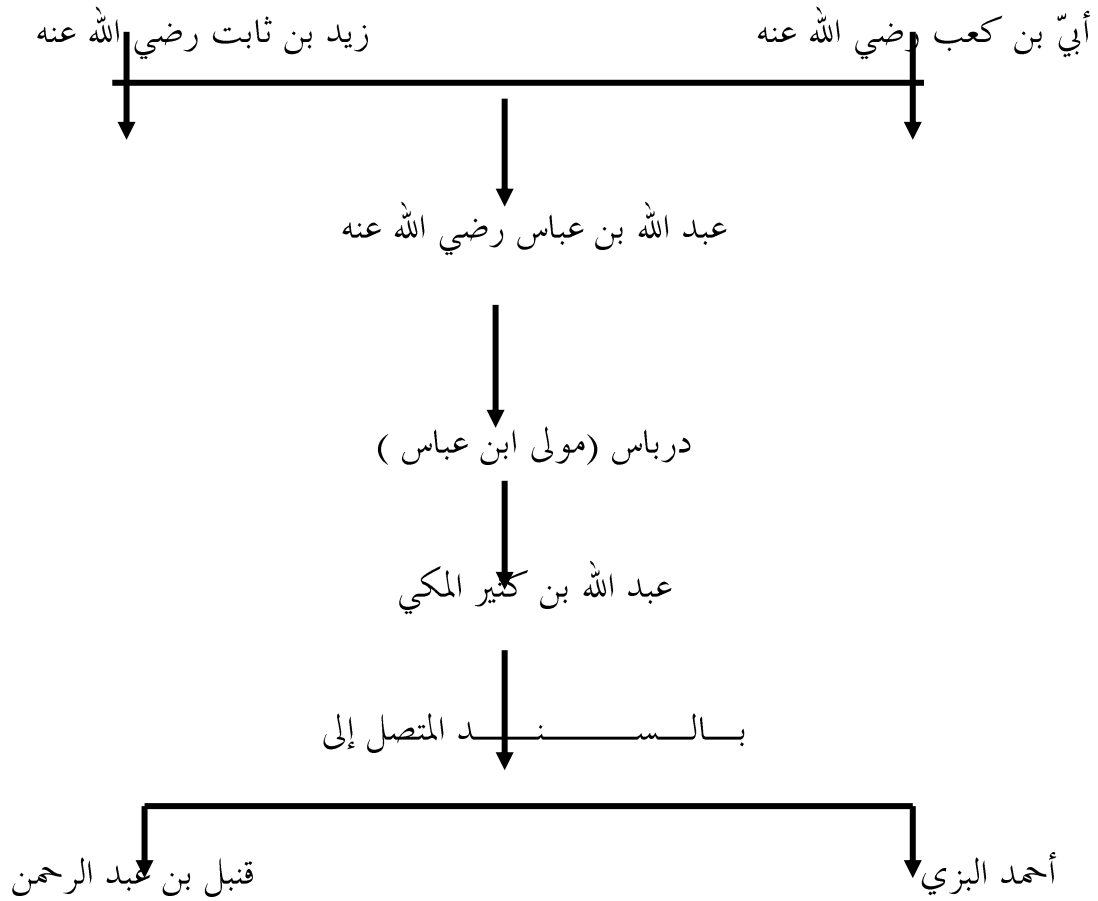 أبيّ بن كعب رضي الله عنه
زيد بن ثابت رضي الله عنه
عبد الله بن عباس رضي الله عنه
درباس (مولى ابن عباس )
عبد الله بن كثير المكي
بـــالـــســـــــنـــــد المتصل إلى
أحمد البزي
قنبل بن عبد الرحمن